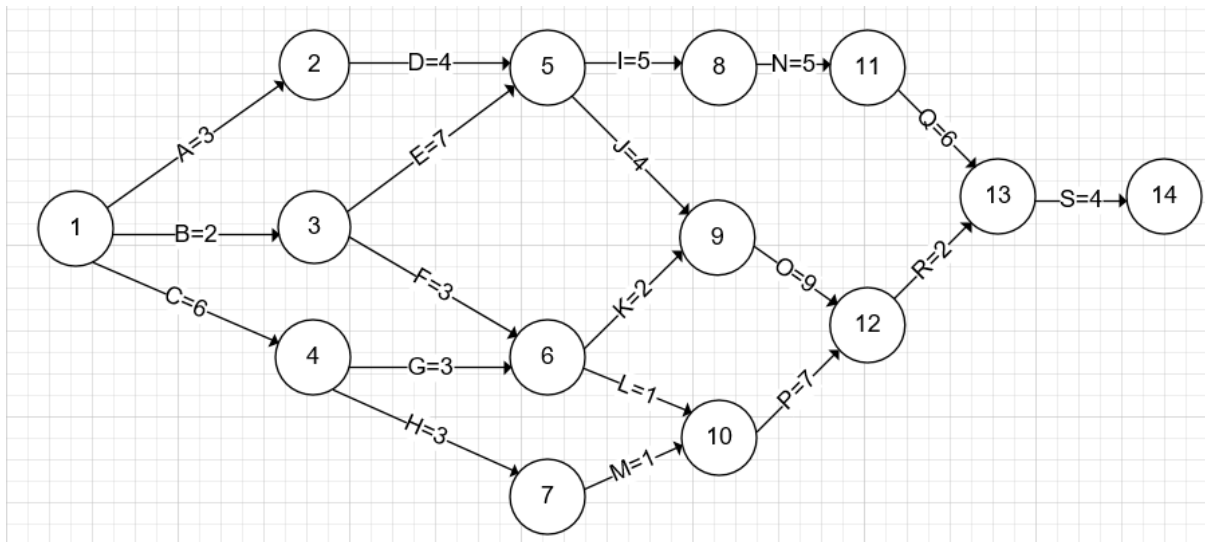 2
D=4
5
I=5
8
N=5
11
A=3
E=7
J=4
Q=6
1
B=2
3
9
13
S=4
14
C=6
F=3
K=2
O=9
R=2
12
4
G=3
6
L=1
P=7
H=3
10
M=1
7